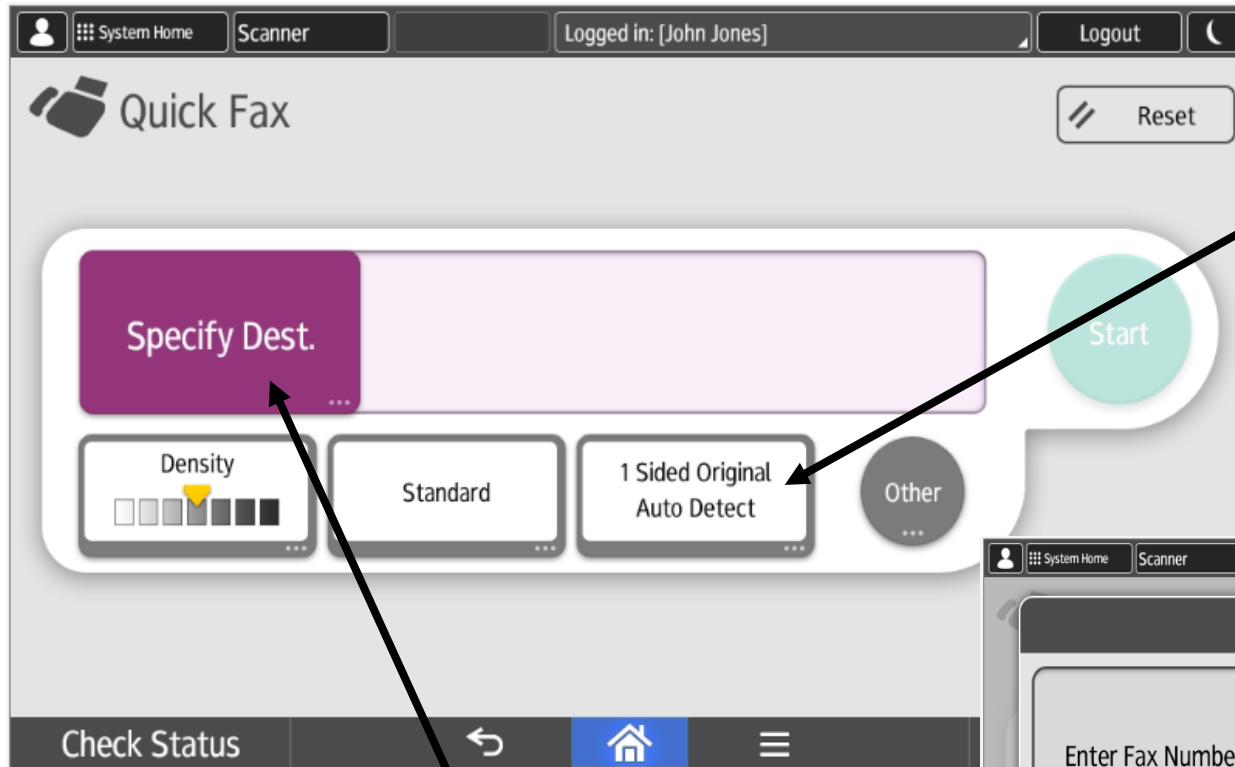 System Home Scanner Logged in: [John Jones] Logout
Quick Fax
Reset
Specify Dest.
Start
Density
Standard
1 Sided Original
Auto Detect
Other
System Home Scanner
Check Status
Enter Fax Numbe